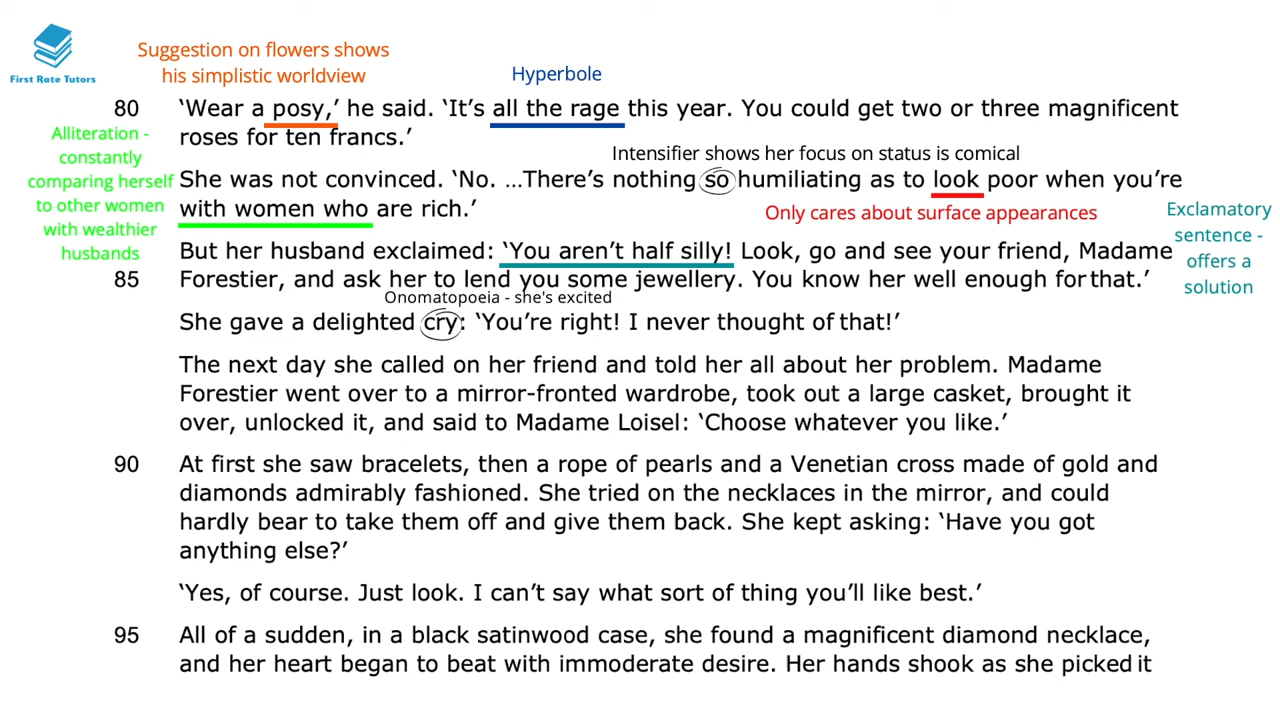 Suggestion on flowers shows
his simplistic worldview
Hyperbole
First Rate Tutors
80 ‘Wear a posy,’ he said. ‘It’s all the rage this year. You could get two or three magnificent
roses for ten francs.’
Alliteration -
constantly
comparing herself
to other women
with wealthier
husbands
Intensifier shows her focus on status is comical
She was not convinced. ‘No. …There’s nothing so humiliating as to look poor when you’re
with women who are rich.’
Only cares about surface appearances
Exclamatory
sentence -
offers a
solution
But her husband exclaimed: ‘You aren’t half silly! Look, go and see your friend, Madame
85 Forestier, and ask her to lend you some jewellery. You know her well enough for that.’
Onomatopoeia - she's excited
She gave a delighted cry: ‘You’re right! I never thought of that!’
The next day she called on her friend and told her all about her problem. Madame
Forestier went over to a mirror-fronted wardrobe, took out a large casket, brought it
over, unlocked it, and said to Madame Loisel: ‘Choose whatever you like.’
90 At first she saw bracelets, then a rope of pearls and a Venetian cross made of gold and
diamonds admirably fashioned. She tried on the necklaces in the mirror, and could
hardly bear to take them off and give them back. She kept asking: ‘Have you got
anything else?’
‘Yes, of course. Just look. I can’t say what sort of thing you’ll like best.’
95 All of a sudden, in a black satinwood case, she found a magnificent diamond necklace,
and her heart began to beat with immoderate desire. Her hands shook as she picked it